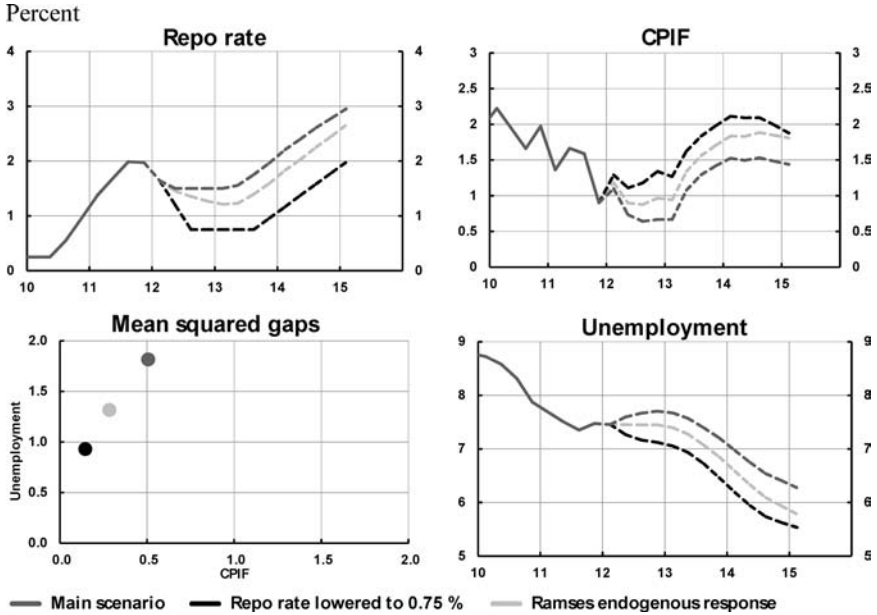 Percent
Repo rate
4 4
3 3
2 2
1 1
0 0
10 11 12 13 14 15
CPIF
3 3
2.5 2.5
2 2
1.5 1.5
1 1
0.5 0.5
0 0
10 11 12 13 14 15
Mean squared gaps
2.0
1.5
1.0
0.5
0.0
Unemployment
0.0 0.5 1.0 1.5 2.0
CPIF
Unemployment
9 9
8 8
7 7
6 6
5 5
10 11 12 13 14 15
Main scenario Repo rate lowered to 0.75 % Ramses endogenous response